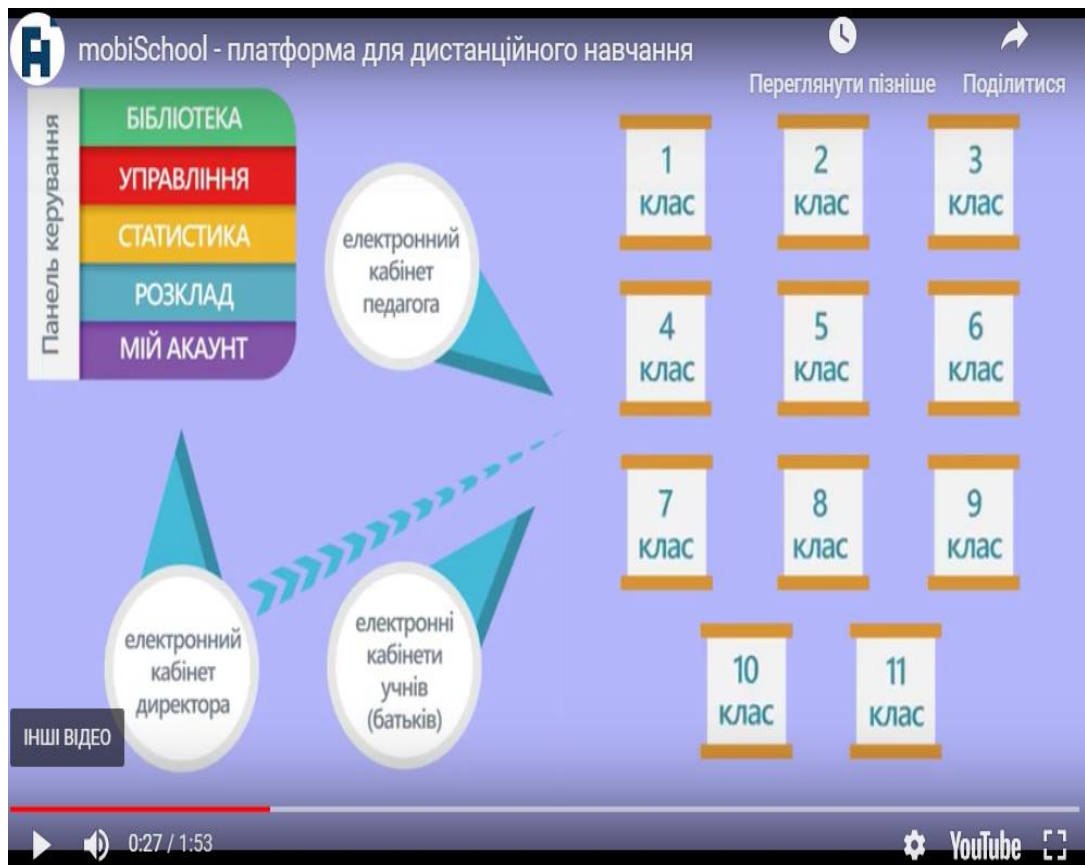 mobiSchool - платформа для дистанційного навчання
Переглянути пізніше
Поділитися
Панель керування
БІБЛІОТЕКА
УПРАВЛІННЯ
СТАТИСТИКА
РОЗКЛАД
МІЙ АКАУНТ
електронний
кабінет
педагога
1
клас
2
клас
3
клас
4
клас
5
клас
6
клас
7
клас
8
клас
9
клас
10
клас
11
клас
електронний
кабінет
директора
електронні
кабінети
учнів
(батьків)
ІНШІ ВІДЕО
0:27 / 1:53
YouTube